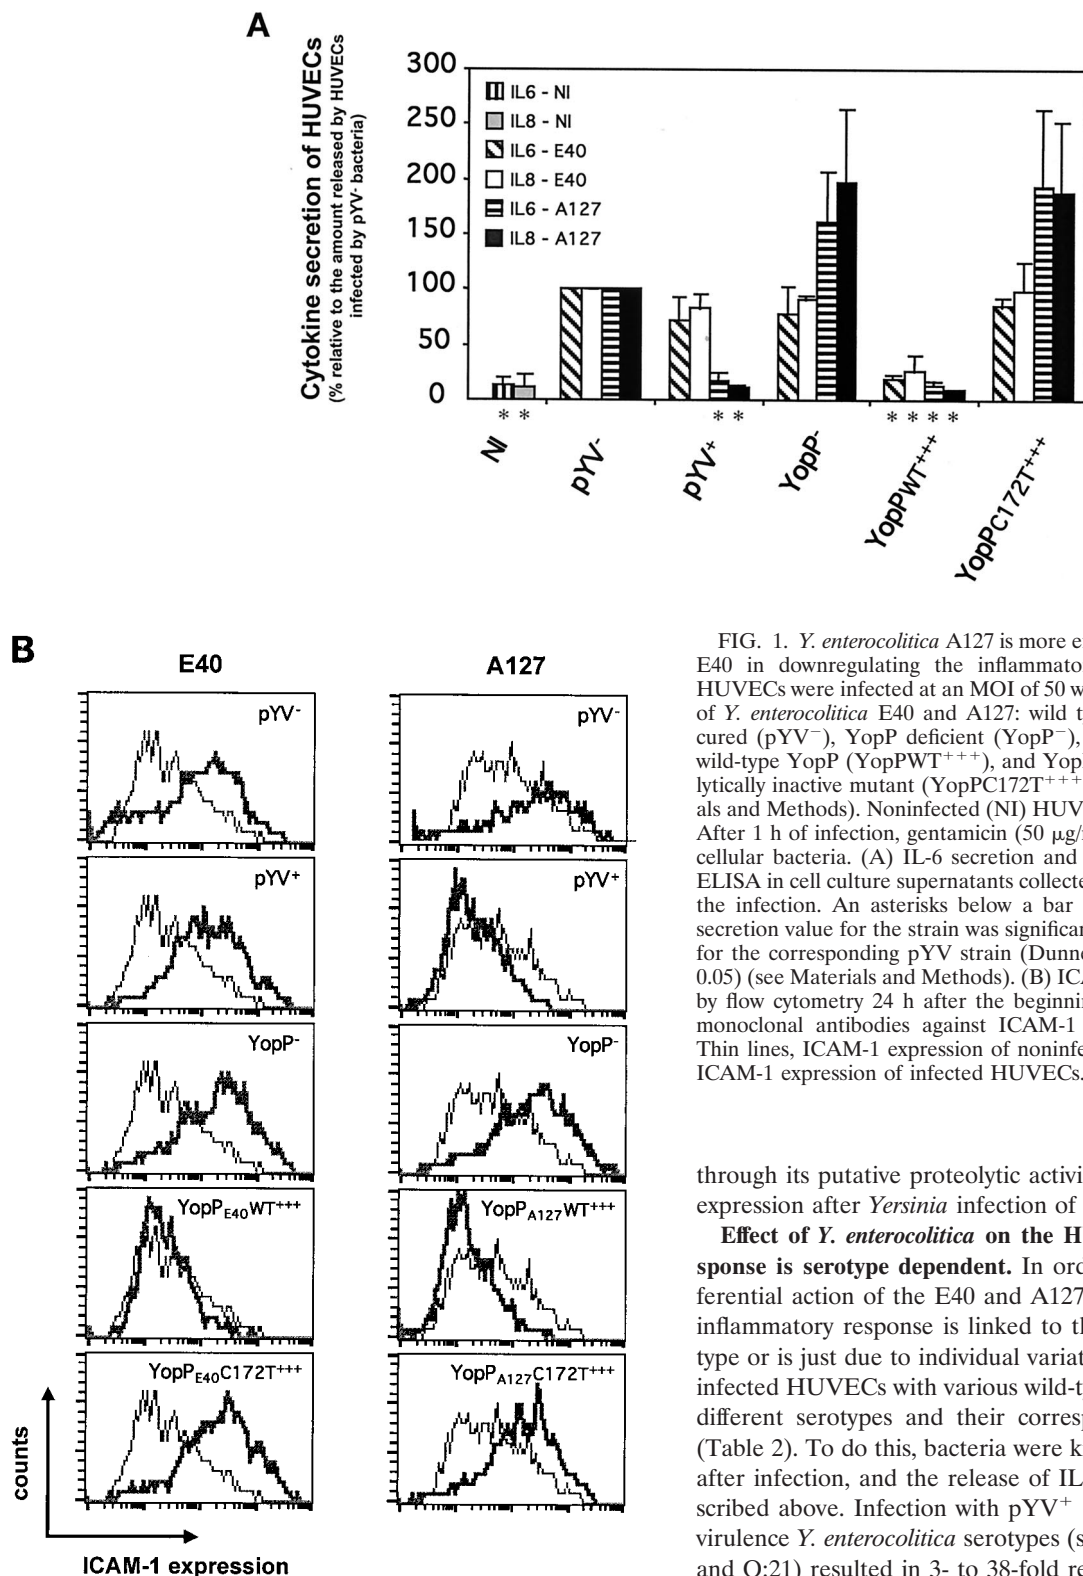 A
Cytokine secretion of HUVECs
(% relative to the amount released by HUVECs
infected by pYV- bacteria)
300
250
200
150
100
50
0
IL6 - NI
IL8 - NI
IL6 - E40
IL8 - E40
IL6 - A127
IL8 - A127
* *
* *
* * * *
NI
pYV-
pYV+
YopP-
YopPWT+++
YopPC172T+++
B
E40
A127
pYV-
pYV-
pYV+
pYV+
YopP-
YopP-
YopPE40WT+++
YopPA127WT+++
YopPE40C172T+++
YopPA127C172T+++
counts
ICAM-1 expression
FIG. 1. Y. enterocolitica A127 is more e
E40 in downregulating the inflammato
HUVECs were infected at an MOI of 50 w
of Y. enterocolitica E40 and A127: wild t
cured (pYV−), YopP deficient (YopP−),
wild-type YopP (YopPWT+++), and Yop
lytically inactive mutant (YopPC172T+++
als and Methods). Noninfected (NI) HUV
After 1 h of infection, gentamicin (50 μg/
cellular bacteria. (A) IL-6 secretion and
ELISA in cell culture supernatants collecte
the infection. An asterisks below a bar
secretion value for the strain was significan
for the corresponding pYV strain (Dunne
0.05) (see Materials and Methods). (B) ICA
by flow cytometry 24 h after the beginnin
monoclonal antibodies against ICAM-1
Thin lines, ICAM-1 expression of noninfe
ICAM-1 expression of infected HUVECs.
through its putative proteolytic activi
expression after Yersinia infection of
Effect of Y. enterocolitica on the H
sponse is serotype dependent. In ord
ferential action of the E40 and A127
inflammatory response is linked to th
type or is just due to individual variat
infected HUVECs with various wild-t
different serotypes and their corresp
(Table 2). To do this, bacteria were k
after infection, and the release of IL
scribed above. Infection with pYV+
virulence Y. enterocolitica serotypes (s
and O:21) resulted in 3- to 38-fold re